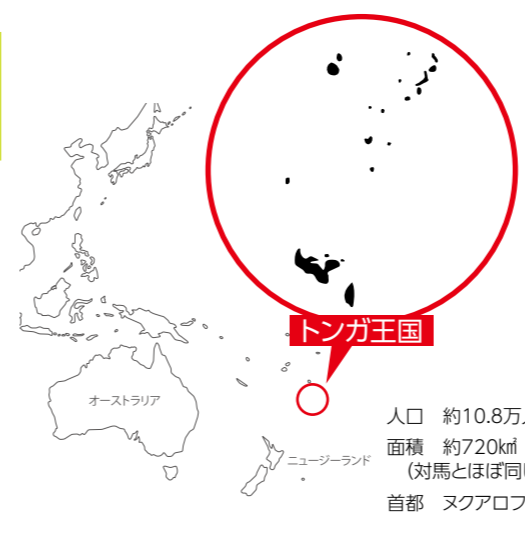 トンガ王国
オーストラリア
ニュージーランド
人口 約10.8万
面積 約720㎢
(対馬とほぼ同
首都 ヌクアロフ